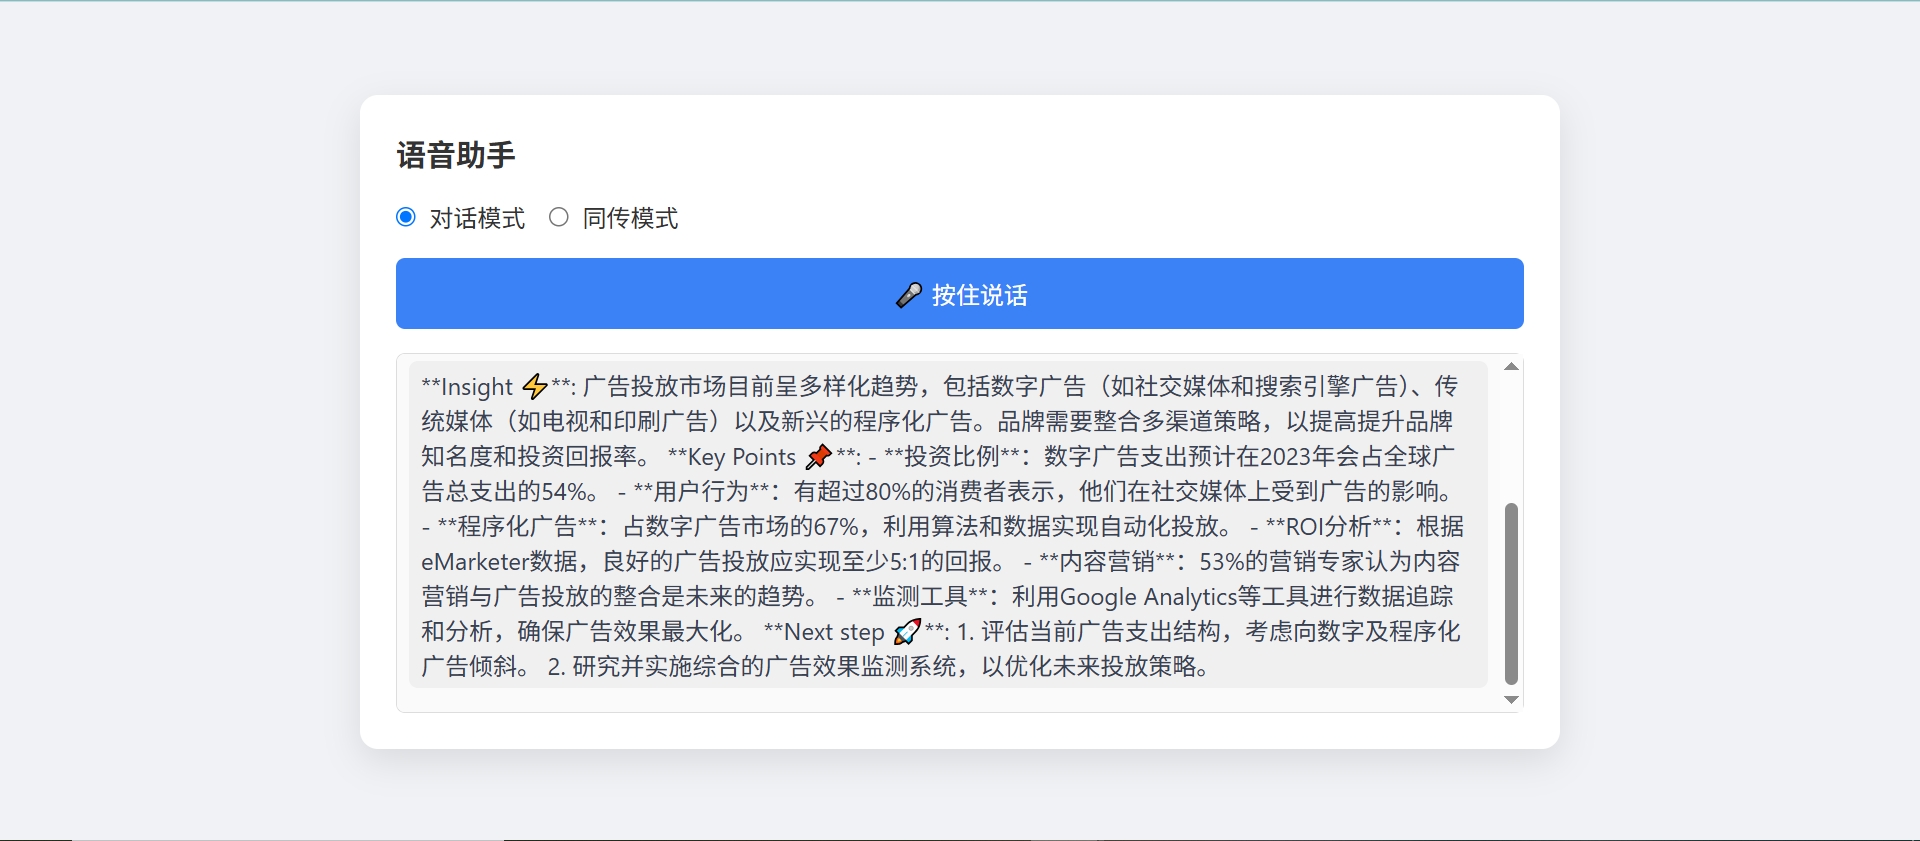 语音助手
对话模式 同传模式
🎤 按住说话
**Insight ⚡**: 广告投放市场目前呈多样化趋势，包括数字广告（如社交媒体和搜索引擎广告）、传
统媒体（如电视和印刷广告）以及新兴的程序化广告。品牌需要整合多渠道策略，以提高提升品牌
知名度和投资回报率。 **Key Points 📌**: - **投资比例**：数字广告支出预计在2023年会占全球广
告总支出的54%。 - **用户行为**：有超过80%的消费者表示，他们在社交媒体上受到广告的影响。
- **程序化广告**：占数字广告市场的67%，利用算法和数据实现自动化投放。 - **ROI分析**：根据
eMarketer数据，良好的广告投放应实现至少5:1的回报。 - **内容营销**：53%的营销专家认为内容
营销与广告投放的整合是未来的趋势。 - **监测工具**：利用Google Analytics等工具进行数据追踪
和分析，确保广告效果最大化。 **Next step 🚀**: 1. 评估当前广告支出结构，考虑向数字及程序化
广告倾斜。 2. 研究并实施综合的广告效果监测系统，以优化未来投放策略。